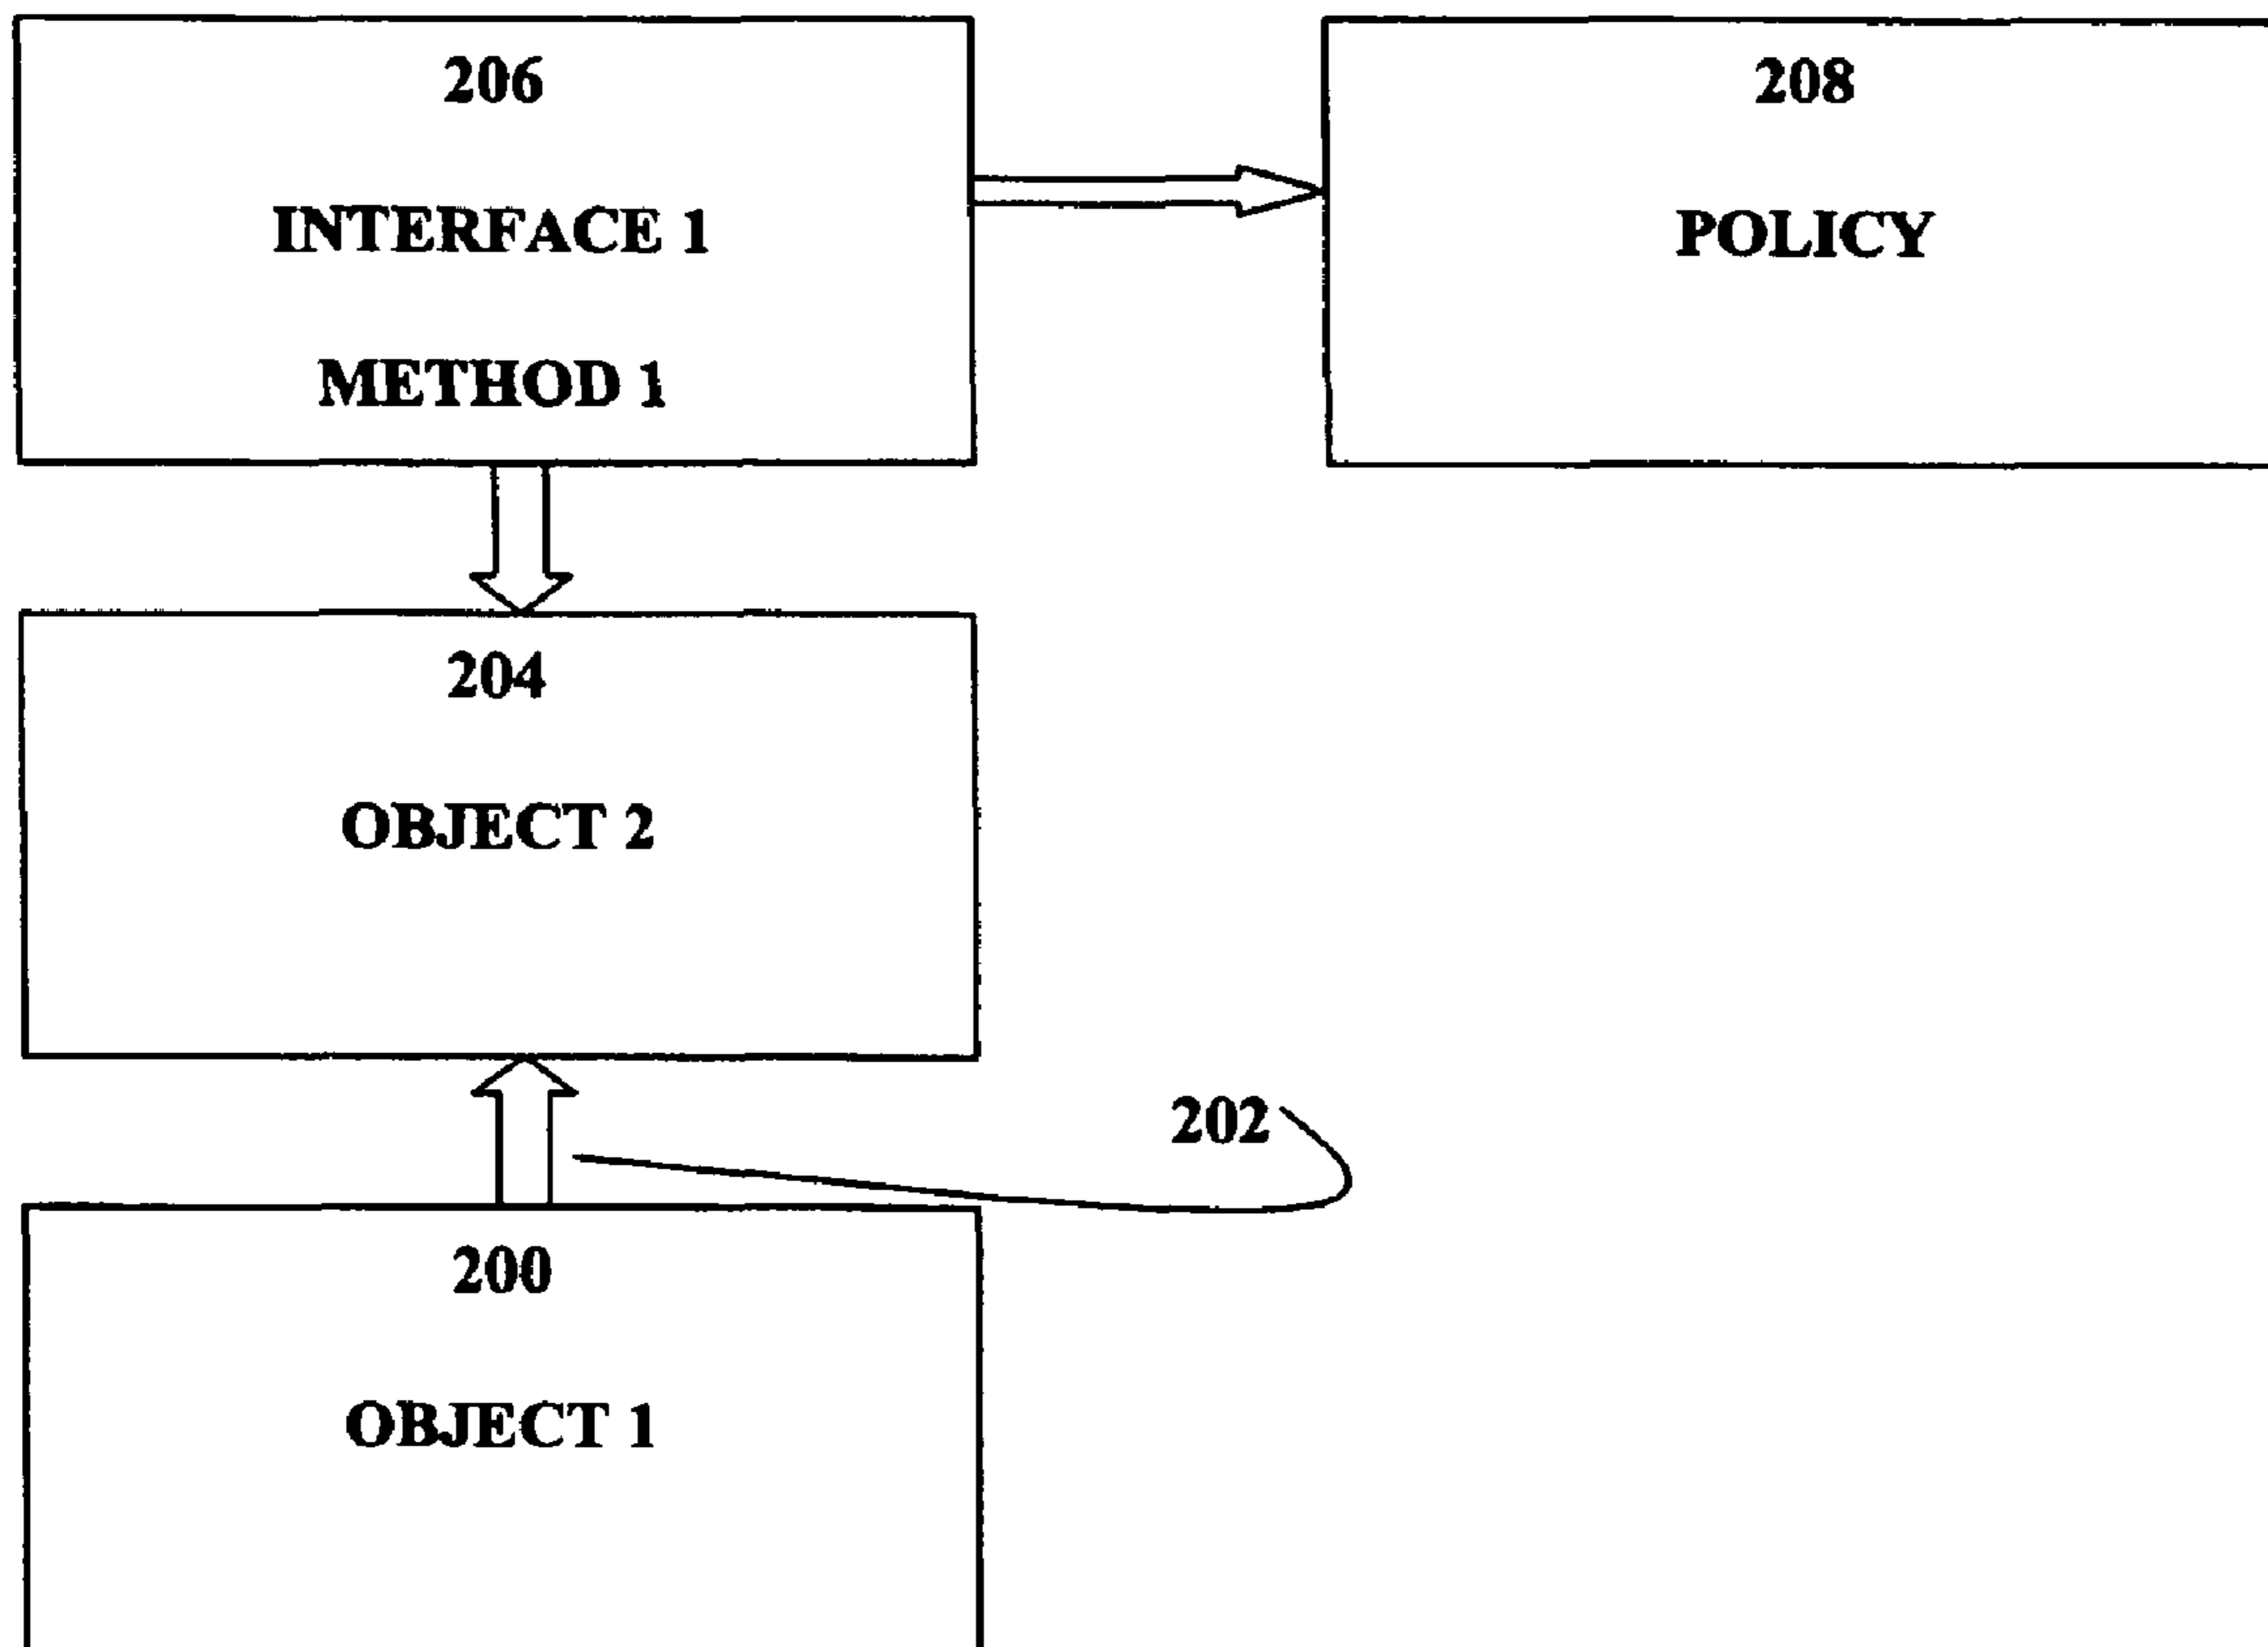 206
INTERFACE 1
METHOD 1
208
POLICY
204
OBJECT 2
202
200
OBJECT 1